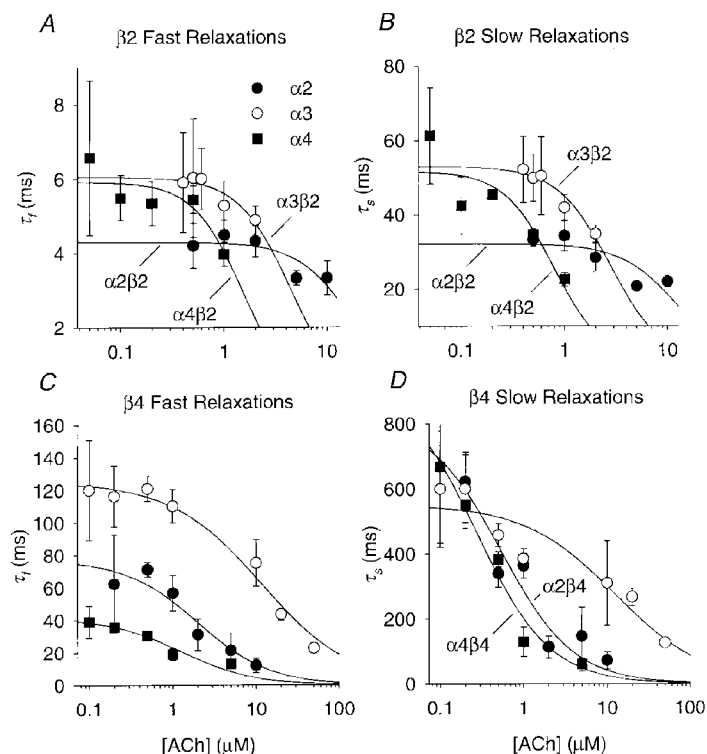 A
β2 Fast Relaxations
8
6
4
2
τf (ms)
α2
α3
α4
α3β2
α2β2
α4β2
0.1
1
10
B
β2 Slow Relaxations
80
60
40
20
τs (ms)
α3β2
α2β2
α4β2
0.1
1
10
C
β4 Fast Relaxations
160
140
120
100
80
60
40
20
0
τf (ms)
0.1
1
10
100
[ACh] (μM)
D
β4 Slow Relaxations
800
600
400
200
0
τs (ms)
α2β4
α4β4
0.1
1
10
100
[ACh] (μM)